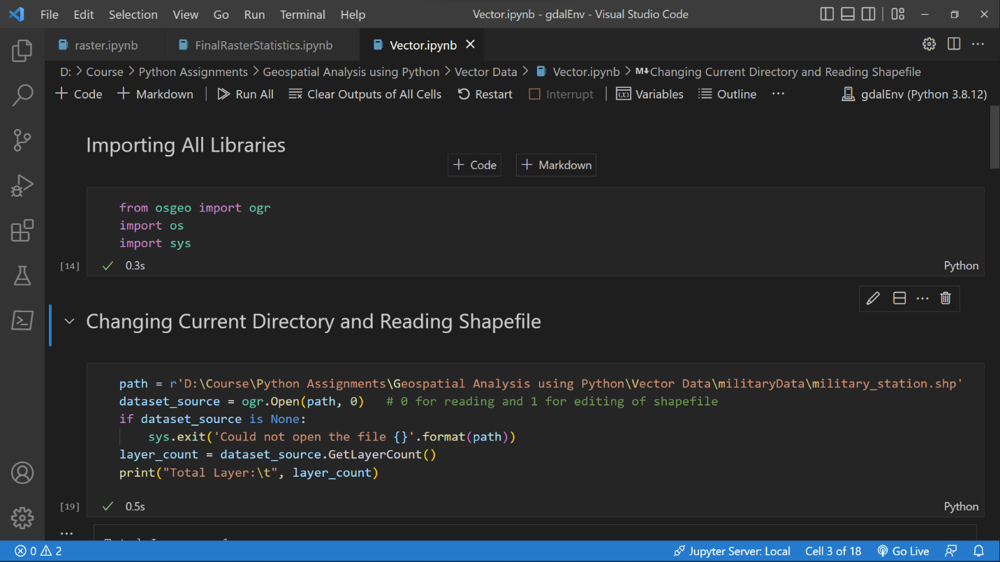 File Edit Selection View Go Run Terminal Help Vector.ipynb - gdalEnv - Visual Studio Code
raster.ipynb FinalRasterStatistics.ipynb Vector.ipynb
D: > Course > Python Assignments > Geospatial Analysis using Python > Vector Data > Vector.ipynb > M↓Changing Current Directory and Reading Shapefile
+ Code + Markdown | Run All Clear Outputs of All Cells Restart Interrupt | Variables Outline ... gdalEnv (Python 3.8.12)
Importing All Libraries
+ Code + Markdown
from osgeo import ogr
import os
import sys
[14] 0.3s Python
Changing Current Directory and Reading Shapefile
path = r'D:\Course\Python Assignments\Geospatial Analysis using Python\Vector Data\militaryData\military_station.shp'
dataset_source = ogr.Open(path, 0)   # 0 for reading and 1 for editing of shapefile
if dataset_source is None:
    sys.exit('Could not open the file {}'.format(path))
layer_count = dataset_source.GetLayerCount()
print("Total Layer:\t", layer_count)
[19] 0.5s Python
...
0 2 Jupyter Server: Local Cell 3 of 18 Go Live